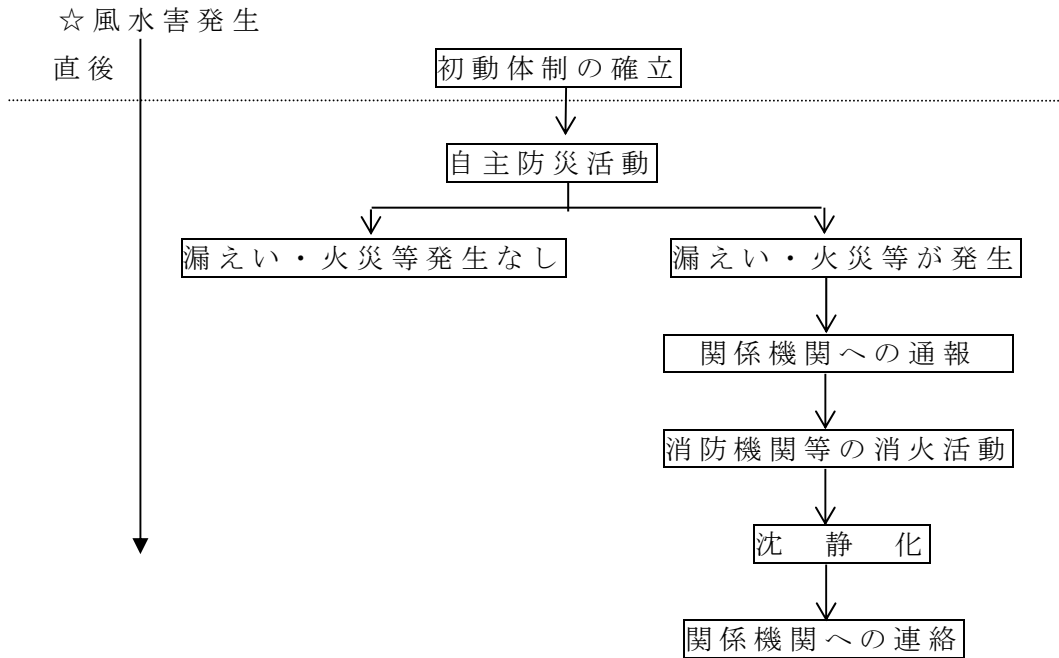 ☆風水害発生
直後
初動体制の確立
自主防災活動
漏えい・火災等発生なし
漏えい・火災等が発生
関係機関への通報
消防機関等の消火活動
沈静化
関係機関への連絡